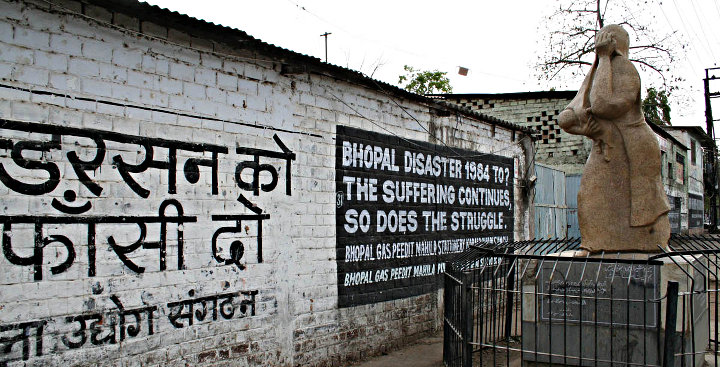 ंडरसन को
फाँसी दो
ला उद्योग संगठन
BHOPAL DISASTER 1984 TO?
THE SUFFERING CONTINUES,
SO DOES THE STRUGGLE.
BHOPAL GAS PEEDIT MAHILA STATIONERY
BHOPAL GAS PEEDIT MAHILA
31